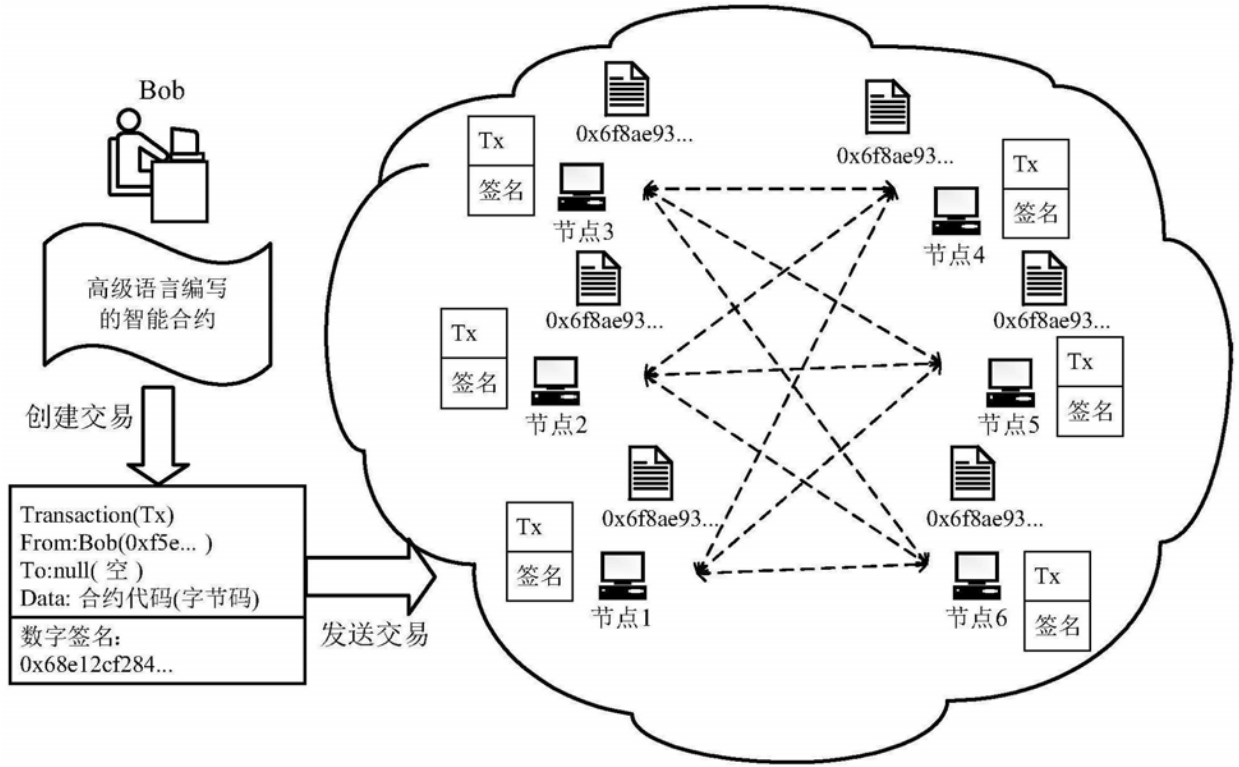 Bob
高级语言编写
的智能合约
创建交易
Transaction(Tx)
From:Bob(0xf5e... )
To:null( 空 )
Data: 合约代码(字节码)
数字签名:
0x68e12cf284...
发送交易
0x6f8ae93...
Tx
签名
节点3
0x6f8ae93...
Tx
签名
节点4
0x6f8ae93...
Tx
签名
节点2
0x6f8ae93...
Tx
签名
节点5
0x6f8ae93...
Tx
签名
节点1
0x6f8ae93...
Tx
签名
节点6